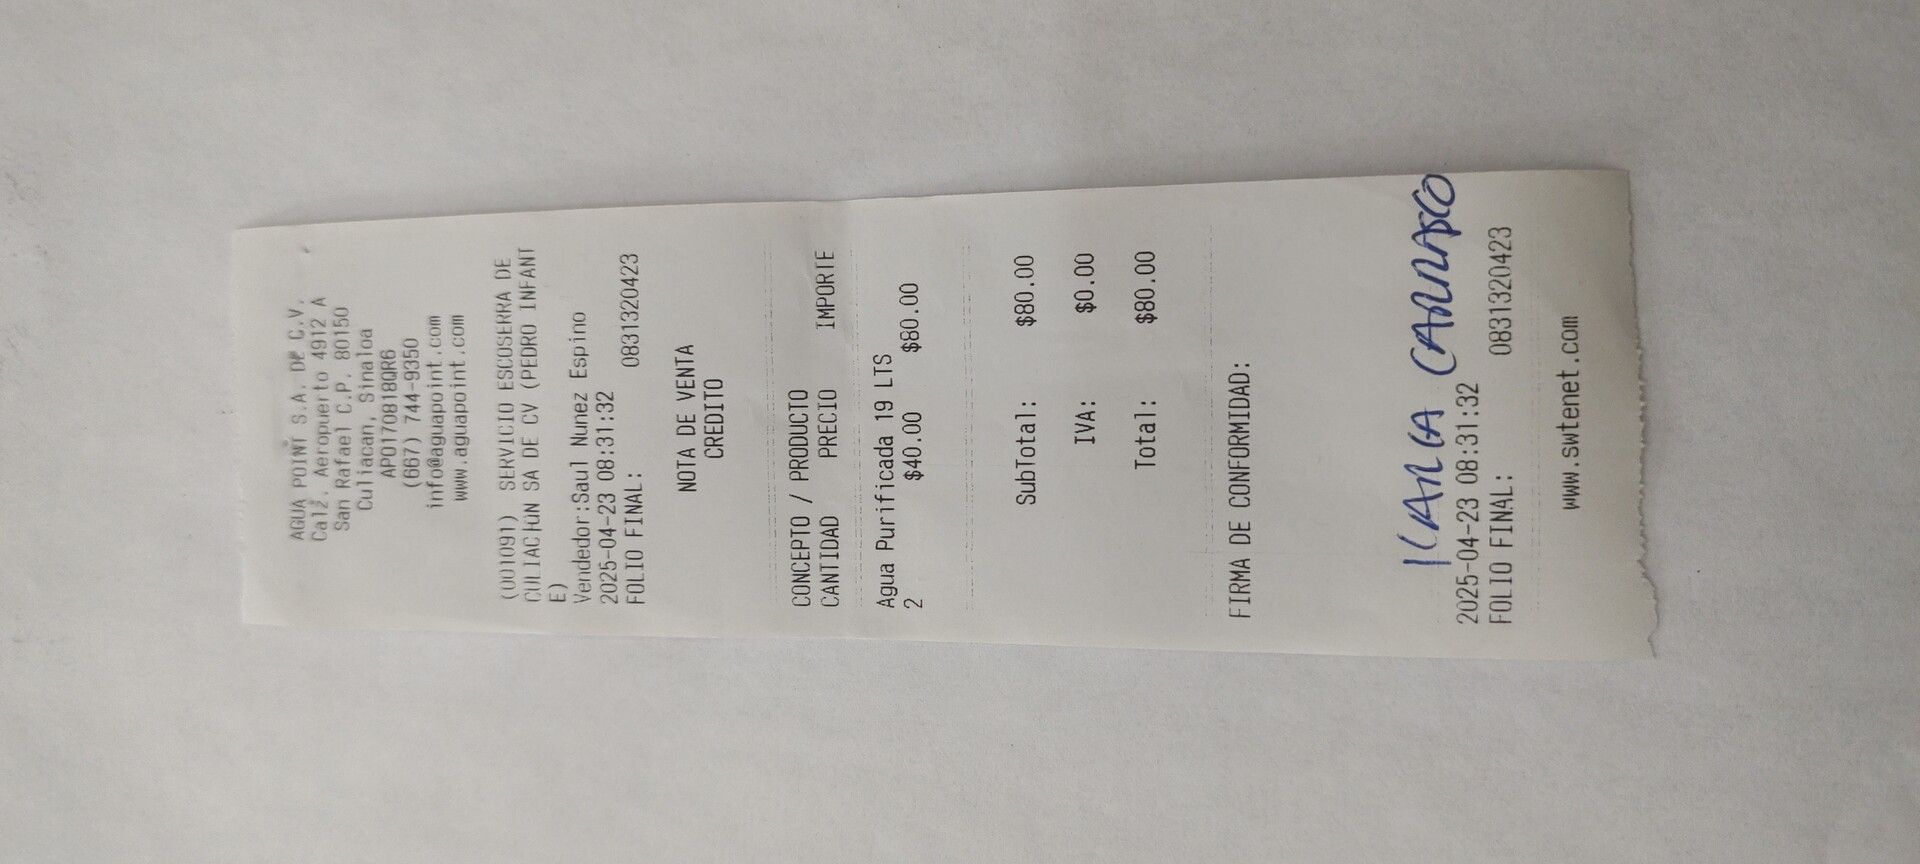 AGUA POINT S.A. DE C.V.
Calz. Aeropuerto 4912 A
San Rafael C.P. 80150
Culiacan, Sinaloa
APO170818QR6
(667) 744-9350
info@aguapoint.com
www.aguapoint.com
(001091) SERVICIO ESCOSERRA DE
SA DE CV (PEDRO INFANT
E)
Vendedor:Saul Nunez Espino
2025-04-23 08:31:32
FOLIO FINAL: 0831320423
NOTA DE VENTA
CREDITO
CONCEPTO / PRODUCTO
CANTIDAD PRECIO IMPORTE
Agua Purificada 19 LTS
2 $40.00 $80.00
SubTotal: $80.00
IVA: $0.00
Total: $80.00
FIRMA DE CONFORMIDAD:
CARRASCO
2025-04-23 08:31:32
FOLIO FINAL: 0831320423
www.swtenet.com